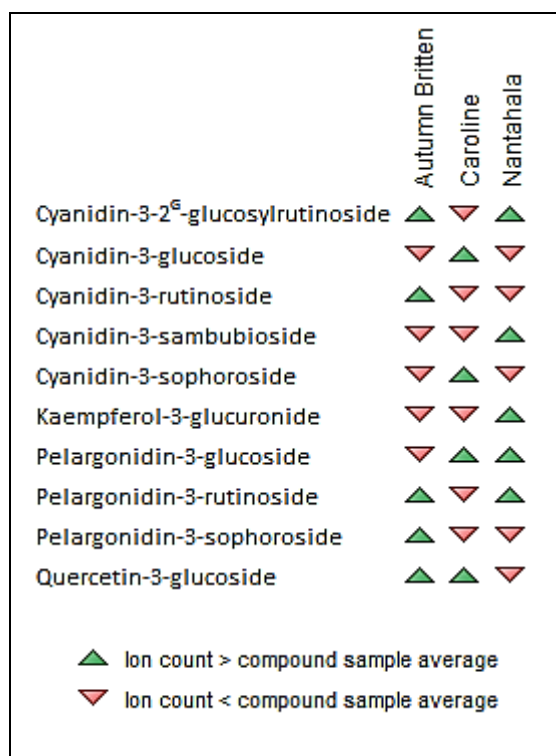 Autumn Britten
Caroline
Nantahala
Cyanidin-3-2ᴳ-glucosylrutinoside
Cyanidin-3-glucoside
Cyanidin-3-rutinoside
Cyanidin-3-sambubioside
Cyanidin-3-sophoroside
Kaempferol-3-glucuronide
Pelargonidin-3-glucoside
Pelargonidin-3-rutinoside
Pelargonidin-3-sophoroside
Quercetin-3-glucoside
Ion count > compound sample average
Ion count < compound sample average